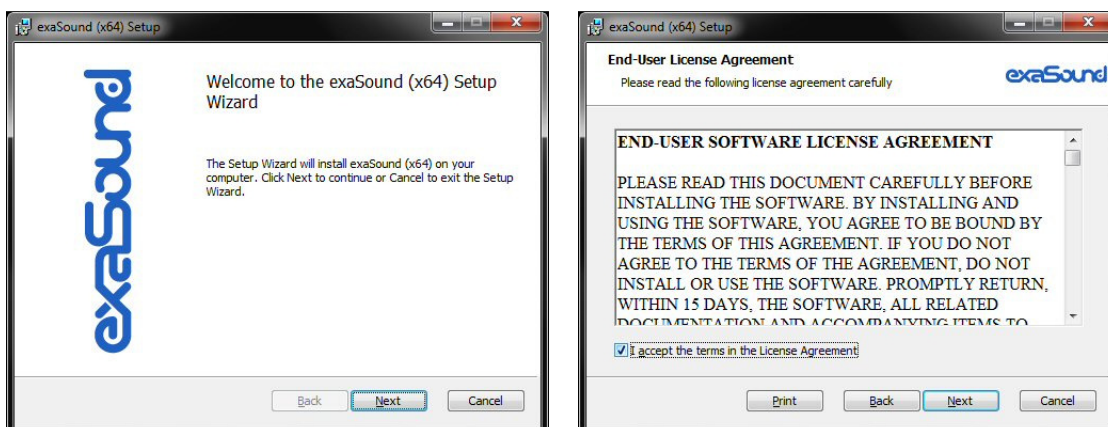 exaSound (x64) Setup
exaSound
Welcome to the exaSound (x64) Setup
Wizard
The Setup Wizard will install exaSound (x64) on your
computer. Click Next to continue or Cancel to exit the Setup
Wizard.
Back Next Cancel
exaSound (x64) Setup
End-User License Agreement
Please read the following license agreement carefully
exaSound
END-USER SOFTWARE LICENSE AGREEMENT
PLEASE READ THIS DOCUMENT CAREFULLY BEFORE
INSTALLING THE SOFTWARE. BY INSTALLING AND
USING THE SOFTWARE, YOU AGREE TO BE BOUND BY
THE TERMS OF THIS AGREEMENT. IF YOU DO NOT
AGREE TO THE TERMS OF THE AGREEMENT, DO NOT
INSTALL OR USE THE SOFTWARE. PROMPTLY RETURN,
WITHIN 15 DAYS, THE SOFTWARE, ALL RELATED
DOCUMENTATION AND ACCOMPANYING ITEMS TO
I accept the terms in the License Agreement
Print Back Next Cancel